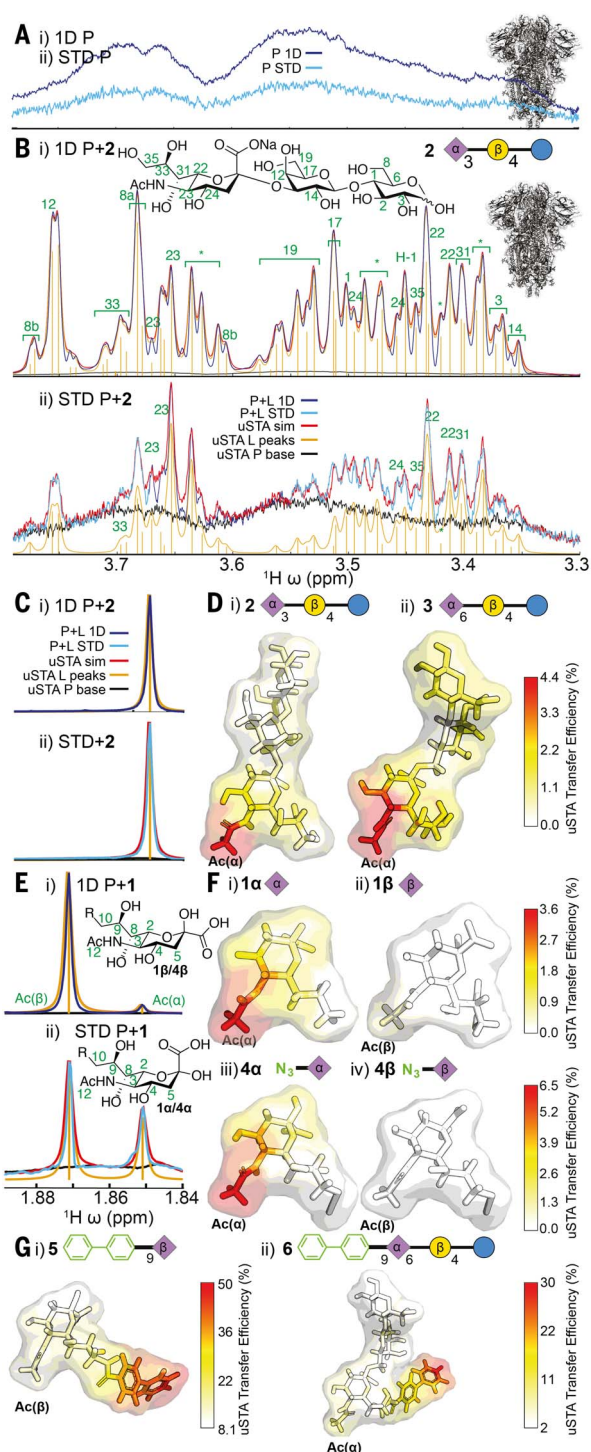 A i) 1D P
ii) STD P
P 1D
P STD
B i) 1D P+2
2 α 3 β 4
HO 35 OH 33 31 22 O ONa
AcHN HO 23 HO 24
OH HO 19 17 12 O 14 OH
HO 8 1 6 O HO 2 3 HO OH
12
8b
33
8a
23
23
*
8b
19
17
1
24
*
24
H-1
35
22
*
22
31
*
3
14
ii) STD P+2
P+L 1D
P+L STD
uSTA sim
uSTA L peaks
uSTA P base
33
23
23
24
35
22
*
22
31
3.7 3.6 3.5 3.4 3.3
¹H ω (ppm)
C i) 1D P+2
P+L 1D
P+L STD
uSTA sim
uSTA L peaks
uSTA P base
ii) STD+2
D i) 2 α 3 β 4
ii) 3 α 6 β 4
Ac(α)
Ac(α)
4.4
3.3
2.2
1.1
0.0
uSTA Transfer Efficiency (%)
E i) 1D P+1
R 10 OH 9 8 2 OH O
AcHN 12 HO 3 HO 4 5 O OH
1β/4β
Ac(β)
Ac(α)
ii) STD P+1
R 10 OH 9 8 2 O OH
AcHN 12 HO 3 HO 4 5 O OH
1α/4α
1.88 1.86 1.84
¹H ω (ppm)
F i) 1α α
ii) 1β β
Ac(α)
Ac(β)
3.6
2.7
1.8
0.9
0.0
uSTA Transfer Efficiency (%)
iii) 4α N₃ α
iv) 4β N₃ β
Ac(α)
Ac(β)
6.5
5.2
3.9
2.6
1.3
0.0
uSTA Transfer Efficiency (%)
G i) 5 9 β
ii) 6 9 α 6 β 4
Ac(β)
50
36
22
8.1
uSTA Transfer Efficiency (%)
Ac(α)
30
22
11
2
uSTA Transfer Efficiency (%)